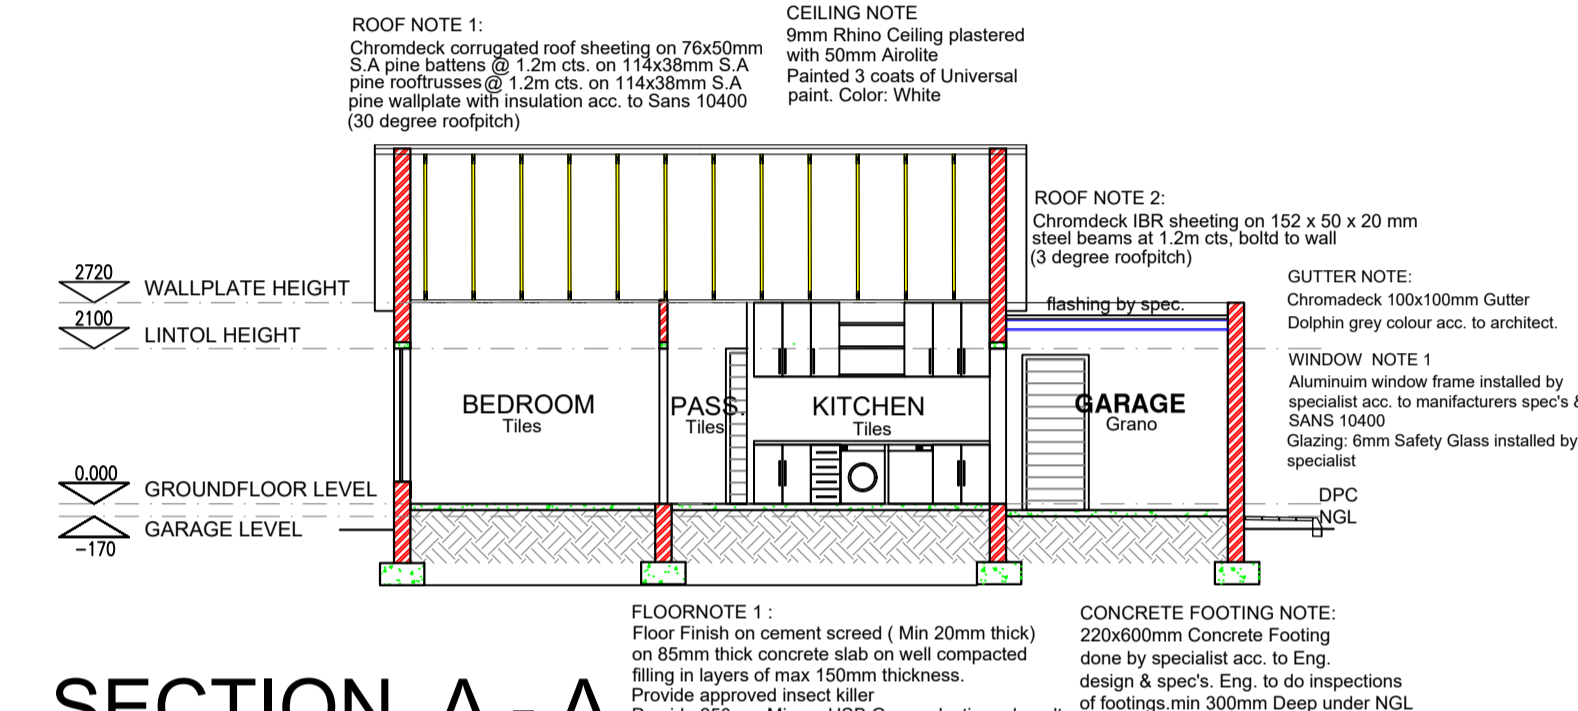 ROOF NOTE 1:
Chromdeck corrugated roof sheeting on 76x50mm
S.A pine battens @ 1.2m cts. on 114x38mm S.A
pine rooftrusses @ 1.2m cts. on 114x38mm S.A
pine wallplate with insulation acc. to Sans 10400
(30 degree roofpitch)
CEILING NOTE
9mm Rhino Ceiling plastered
with 50mm Airolite
Painted 3 coats of Universal
paint. Color: White
ROOF NOTE 2:
Chromdeck IBR sheeting on 152 x 50 x 20 mm
steel beams at 1.2m cts, boltd to wall
(3 degree roofpitch)
flashing by spec.
GUTTER NOTE:
Chromadeck 100x100mm Gutter
Dolphin grey colour acc. to architect.
WINDOW NOTE 1
Aluminuim window frame installed by
specialist acc. to manifacturers spec's &
SANS 10400
Glazing: 6mm Safety Glass installed by
specialist
2720
WALLPLATE HEIGHT
2100
LINTOL HEIGHT
0.000
GROUNDFLOOR LEVEL
GARAGE LEVEL
−170
BEDROOM
Tiles
PASS.
Tiles
KITCHEN
Tiles
GARAGE
Grano
DPC
NGL
FLOORNOTE 1 :
Floor Finish on cement screed ( Min 20mm thick)
on 85mm thick concrete slab on well compacted
filling in layers of max 150mm thickness.
Provide approved insect killer
CONCRETE FOOTING NOTE:
220x600mm Concrete Footing
done by specialist acc. to Eng.
design & spec's. Eng. to do inspections
of footings.min 300mm Deep under NGL
SECTION A - A